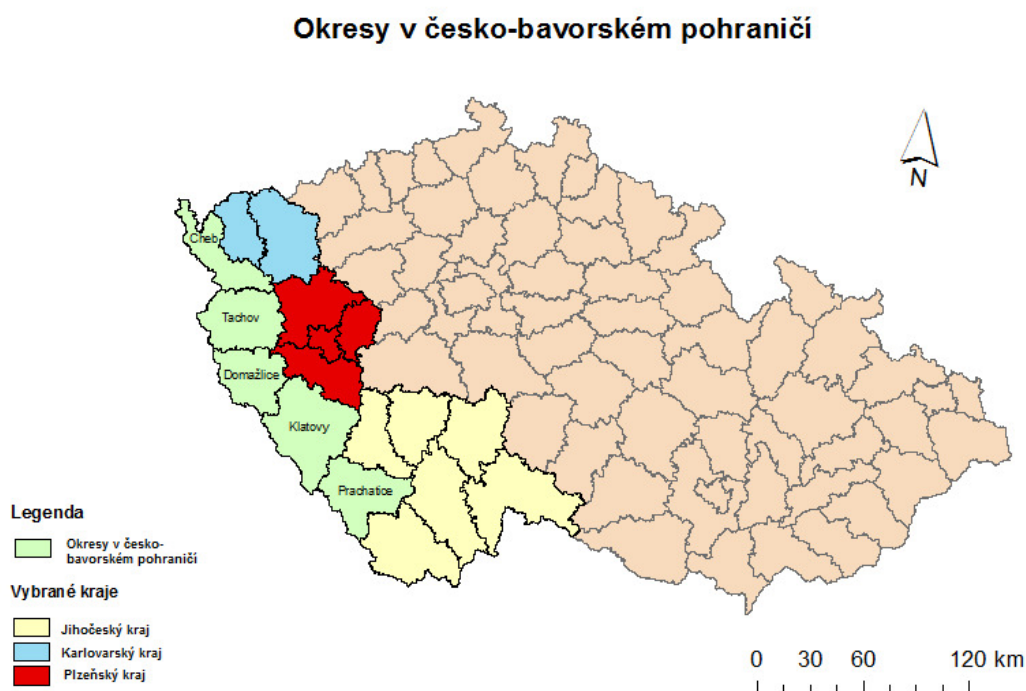 Okresy v česko-bavorském pohraničí
N
Cheb
Tachov
Domažlice
Klatovy
Prachatice
Legenda
Okresy v česko-
bavorském pohraničí
Vybrané kraje
Jihočeský kraj
Karlovarský kraj
Plzeňský kraj
0 30 60 120 km